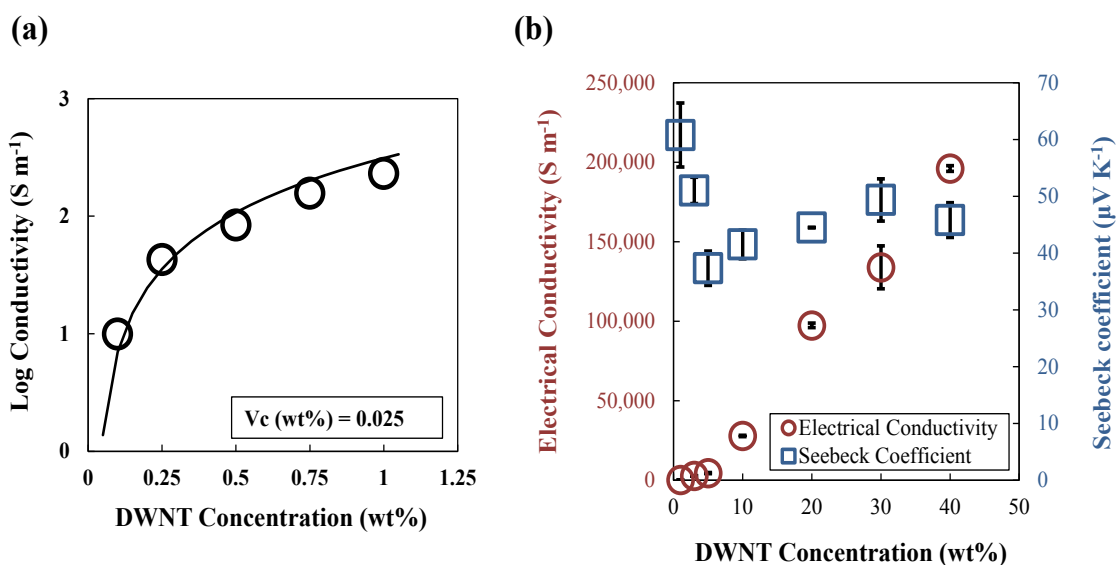 (a)
Log Conductivity (S m⁻¹)
3
2
1
0
0 0.25 0.5 0.75 1 1.25
Vc (wt%) = 0.025
DWNT Concentration (wt%)
(b)
Electrical Conductivity (S m⁻¹)
250,000
200,000
150,000
100,000
50,000
0
70
60
50
40
30
20
10
0
Seebeck coefficient (µV K⁻¹)
Electrical Conductivity
Seebeck Coefficient
0 10 20 30 40 50
DWNT Concentration (wt%)